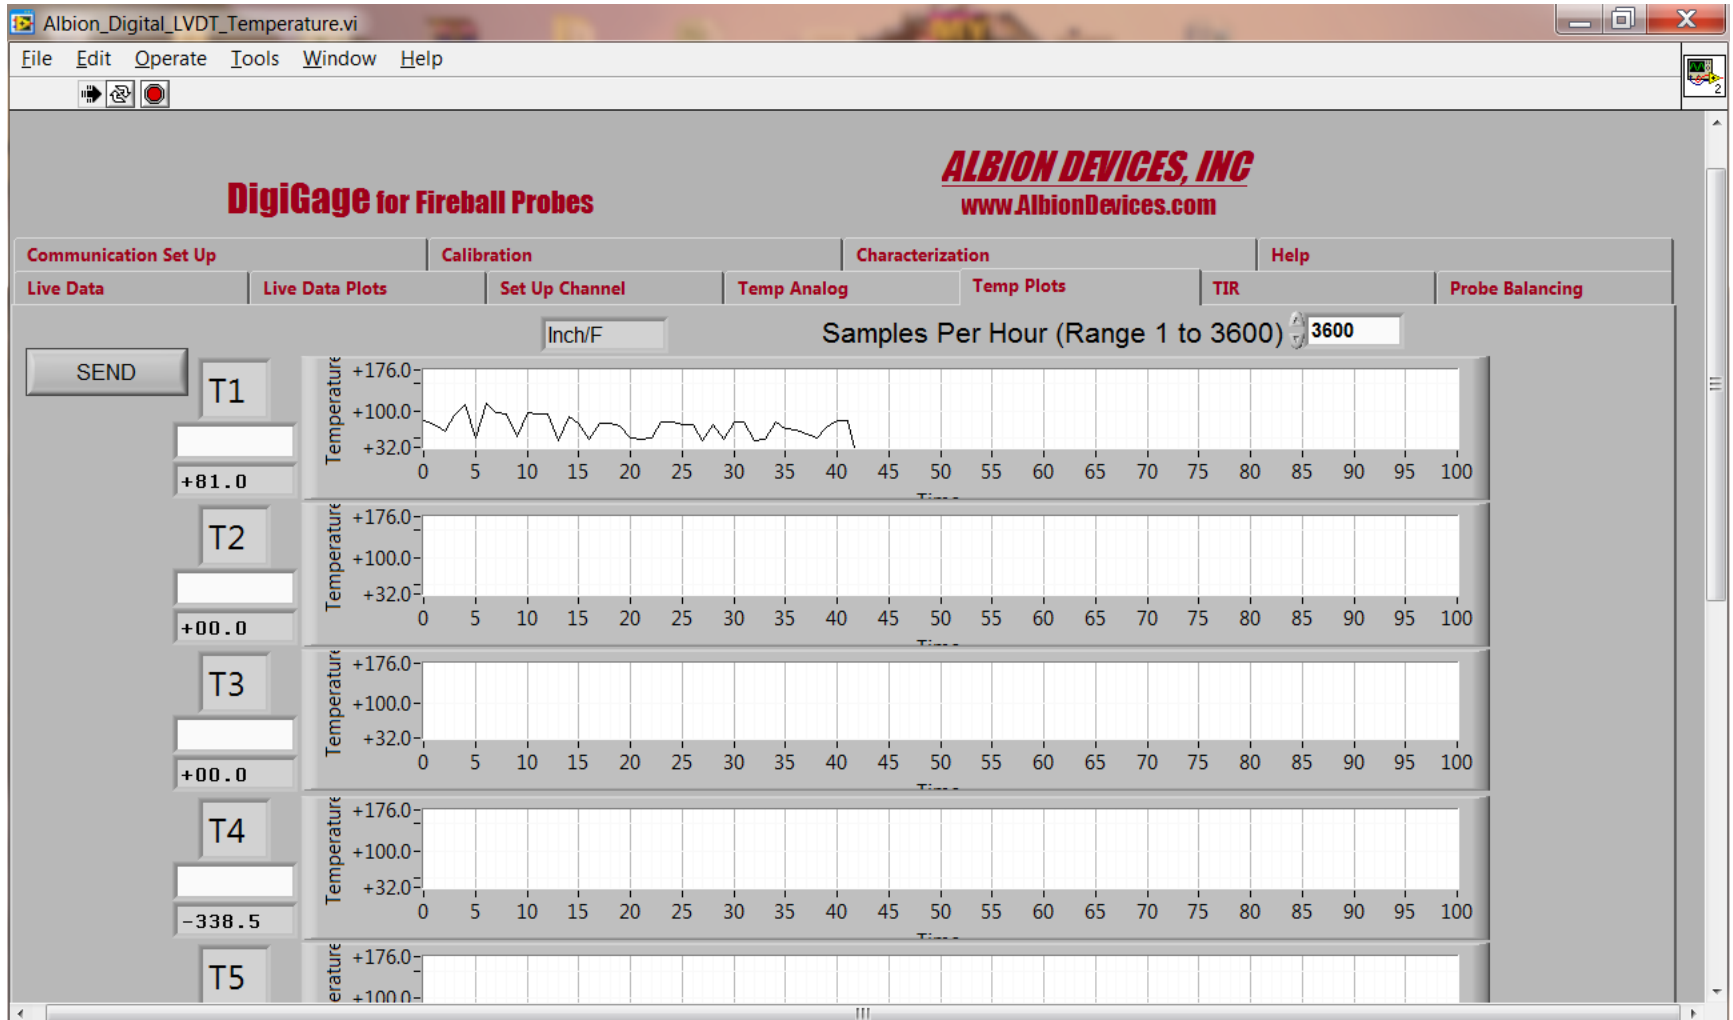 Albion_Digital_LVDT_Temperature.vi
File Edit Operate Tools Window Help
2
ALBION DEVICES, INC
DigiGage for Fireball Probes
www.AlbionDevices.com
Communication Set Up Calibration Characterization Help
Live Data Live Data Plots Set Up Channel Temp Analog Temp Plots TIR Probe Balancing
Inch/F Samples Per Hour (Range 1 to 3600) 3600
SEND
T1
+81.0
Temperature
+176.0
+100.0
+32.0
0 5 10 15 20 25 30 35 40 45 50 55 60 65 70 75 80 85 90 95 100
T2
+00.0
Temperature
+176.0
+100.0
+32.0
0 5 10 15 20 25 30 35 40 45 50 55 60 65 70 75 80 85 90 95 100
T3
+00.0
Temperature
+176.0
+100.0
+32.0
0 5 10 15 20 25 30 35 40 45 50 55 60 65 70 75 80 85 90 95 100
T4
-338.5
Temperature
+176.0
+100.0
+32.0
0 5 10 15 20 25 30 35 40 45 50 55 60 65 70 75 80 85 90 95 100
T5
erature
+176.0
+100.0